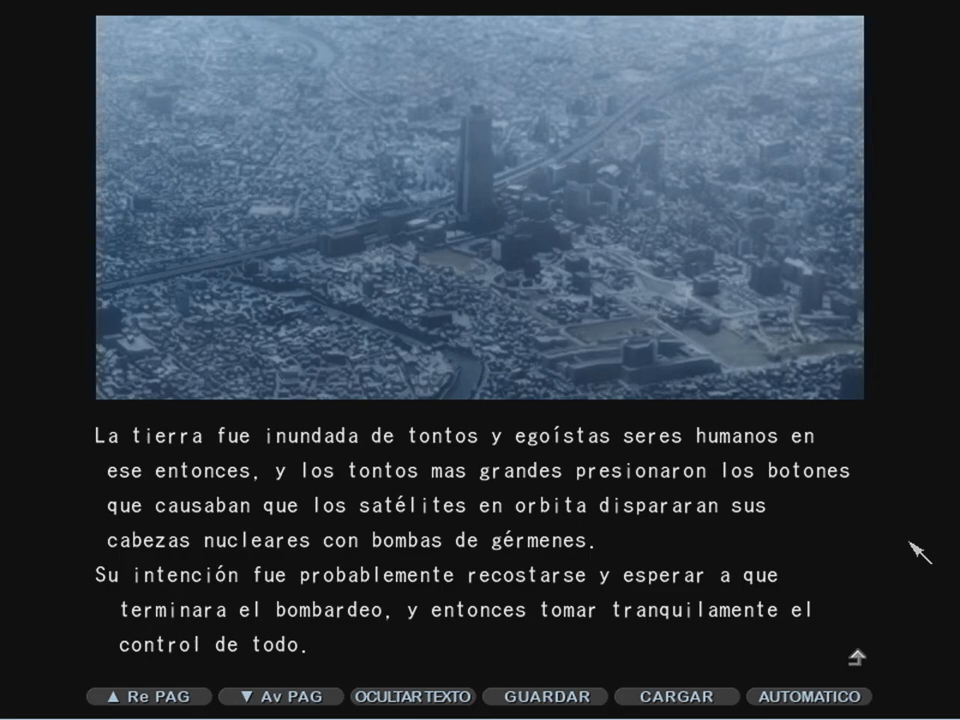 La tierra fue inundada de tontos y egoístas seres humanos en
ese entonces, y los tontos mas grandes presionaron los botones
que causaban que los satélites en orbita dispararan sus
cabezas nucleares con bombas de gérmenes.
Su intención fue probablemente recostarse y esperar a que
terminara el bombardeo, y entonces tomar tranquilamente el
control de todo.
▲ Re PAG ▼ Av PAG OCULTAR TEXTO GUARDAR CARGAR AUTOMATICO